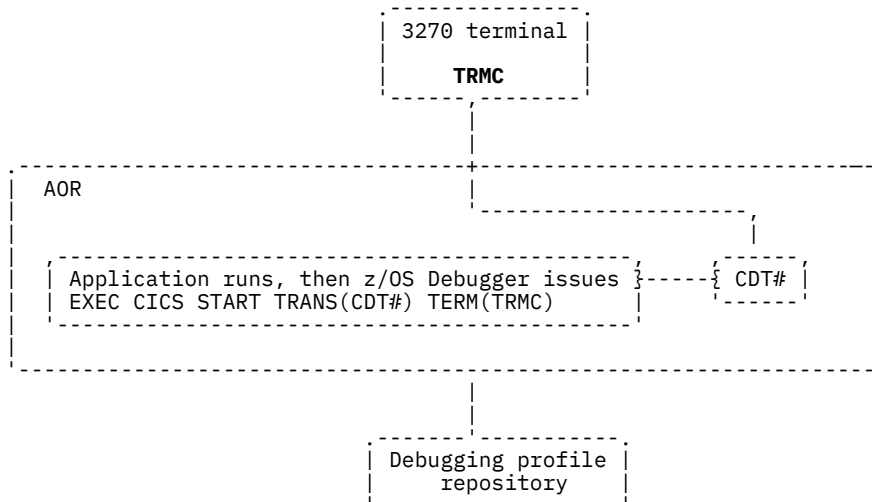 3270 terminal
TRMC
AOR
Application runs, then z/OS Debugger issues
EXEC CICS START TRANS(CDT#) TERM(TRMC)
CDT#
Debugging profile
repository